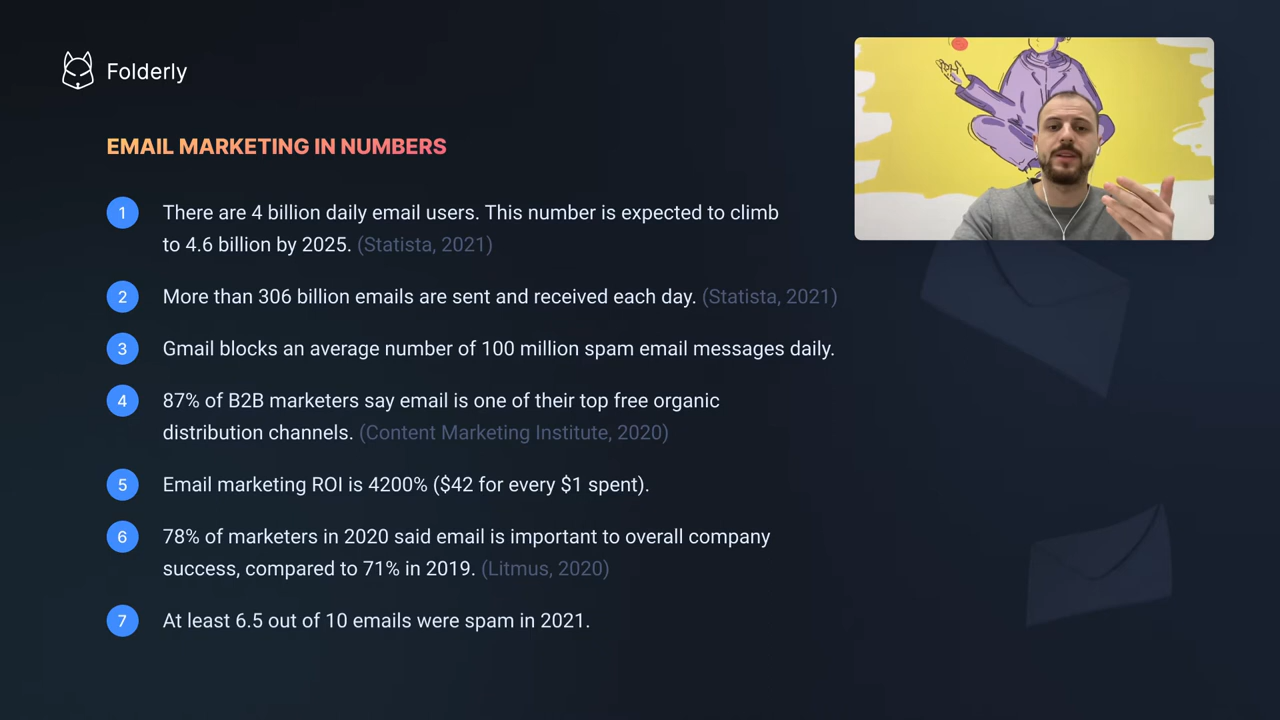 Folderly
EMAIL MARKETING IN NUMBERS
1
There are 4 billion daily email users. This number is expected to climb
to 4.6 billion by 2025. (Statista, 2021)
2
More than 306 billion emails are sent and received each day. (Statista, 2021)
3
Gmail blocks an average number of 100 million spam email messages daily.
4
87% of B2B marketers say email is one of their top free organic
distribution channels. (Content Marketing Institute, 2020)
5
Email marketing ROI is 4200% ($42 for every $1 spent).
6
78% of marketers in 2020 said email is important to overall company
success, compared to 71% in 2019. (Litmus, 2020)
7
At least 6.5 out of 10 emails were spam in 2021.